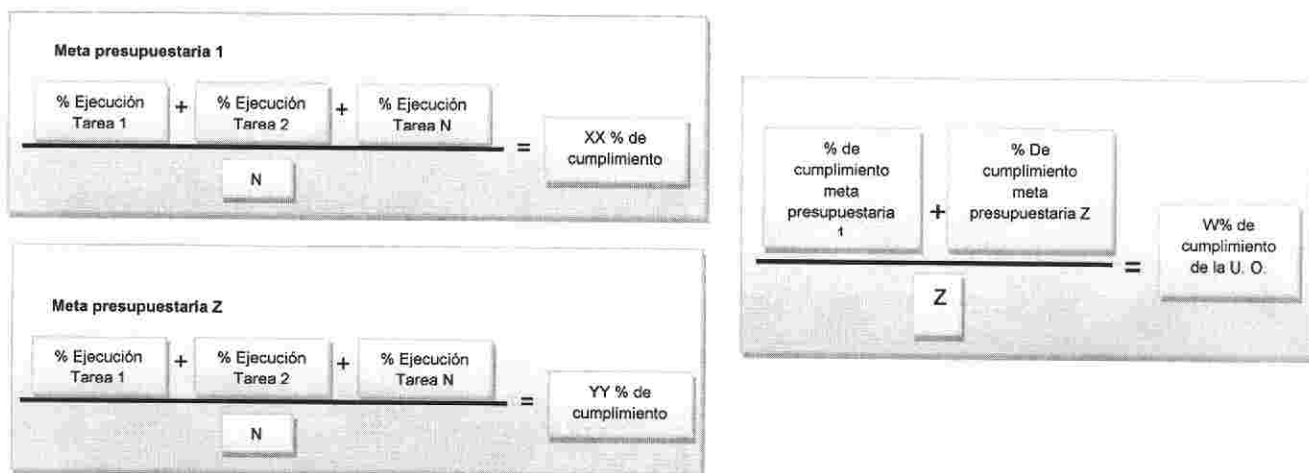 Meta presupuestaria 1
% Ejecución
Tarea 1
+
% Ejecución
Tarea 2
+
% Ejecución
Tarea N
N
=
XX % de
cumplimiento
Meta presupuestaria Z
% Ejecución
Tarea 1
+
% Ejecución
Tarea 2
+
% Ejecución
Tarea N
N
=
YY % de
cumplimiento
% de
cumplimiento
meta
presupuestaria
1
+
% De
cumplimiento
meta
presupuestaria Z
Z
=
W% de
cumplimiento
de la U. O.